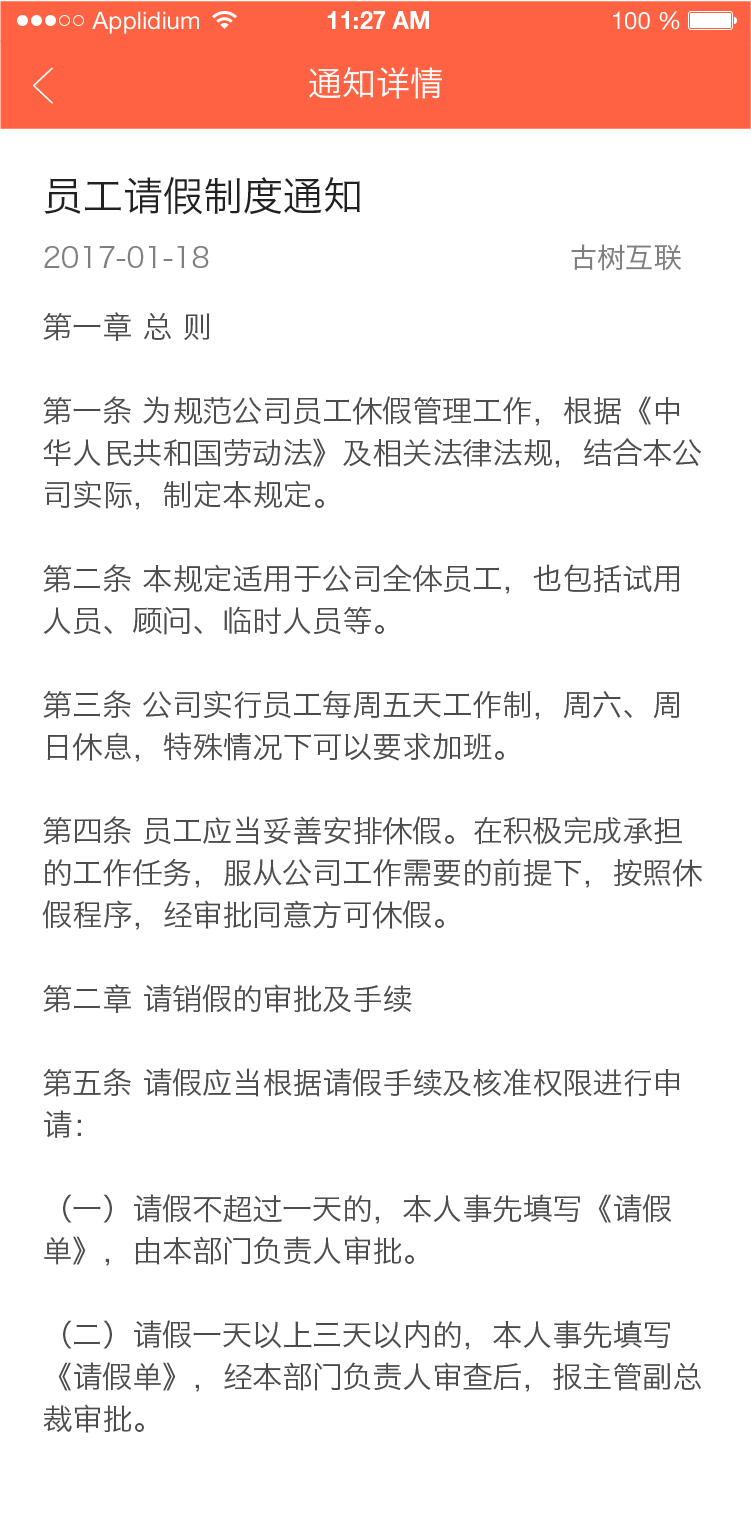 Applidium 11:27 AM 100 %
通知详情
员工请假制度通知
2017-01-18 古树互联
第一章 总 则
第一条 为规范公司员工休假管理工作，根据《中
华人民共和国劳动法》及相关法律法规，结合本公
司实际，制定本规定。
第二条 本规定适用于公司全体员工，也包括试用
人员、顾问、临时人员等。
第三条 公司实行员工每周五天工作制，周六、周
日休息，特殊情况下可以要求加班。
第四条 员工应当妥善安排休假。在积极完成承担
的工作任务，服从公司工作需要的前提下，按照休
假程序，经审批同意方可休假。
第二章 请销假的审批及手续
第五条 请假应当根据请假手续及核准权限进行申
请：
（一）请假不超过一天的，本人事先填写《请假
单》，由本部门负责人审批。
（二）请假一天以上三天以内的，本人事先填写
《请假单》，经本部门负责人审查后，报主管副总
裁审批。